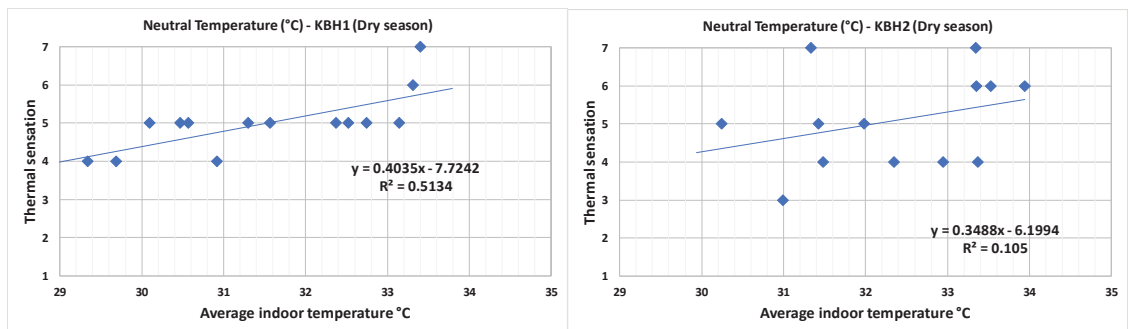 Neutral Temperature (°C) - KBH1 (Dry season)
7
6
5
4
3
2
1
Thermal sensation
y = 0.4035x - 7.7242
R² = 0.5134
29 30 31 32 33 34 35
Average indoor temperature °C
Neutral Temperature (°C) - KBH2 (Dry season)
7
6
5
4
3
2
1
Thermal sensation
y = 0.3488x - 6.1994
R² = 0.105
29 30 31 32 33 34 35
Average indoor temperature °C